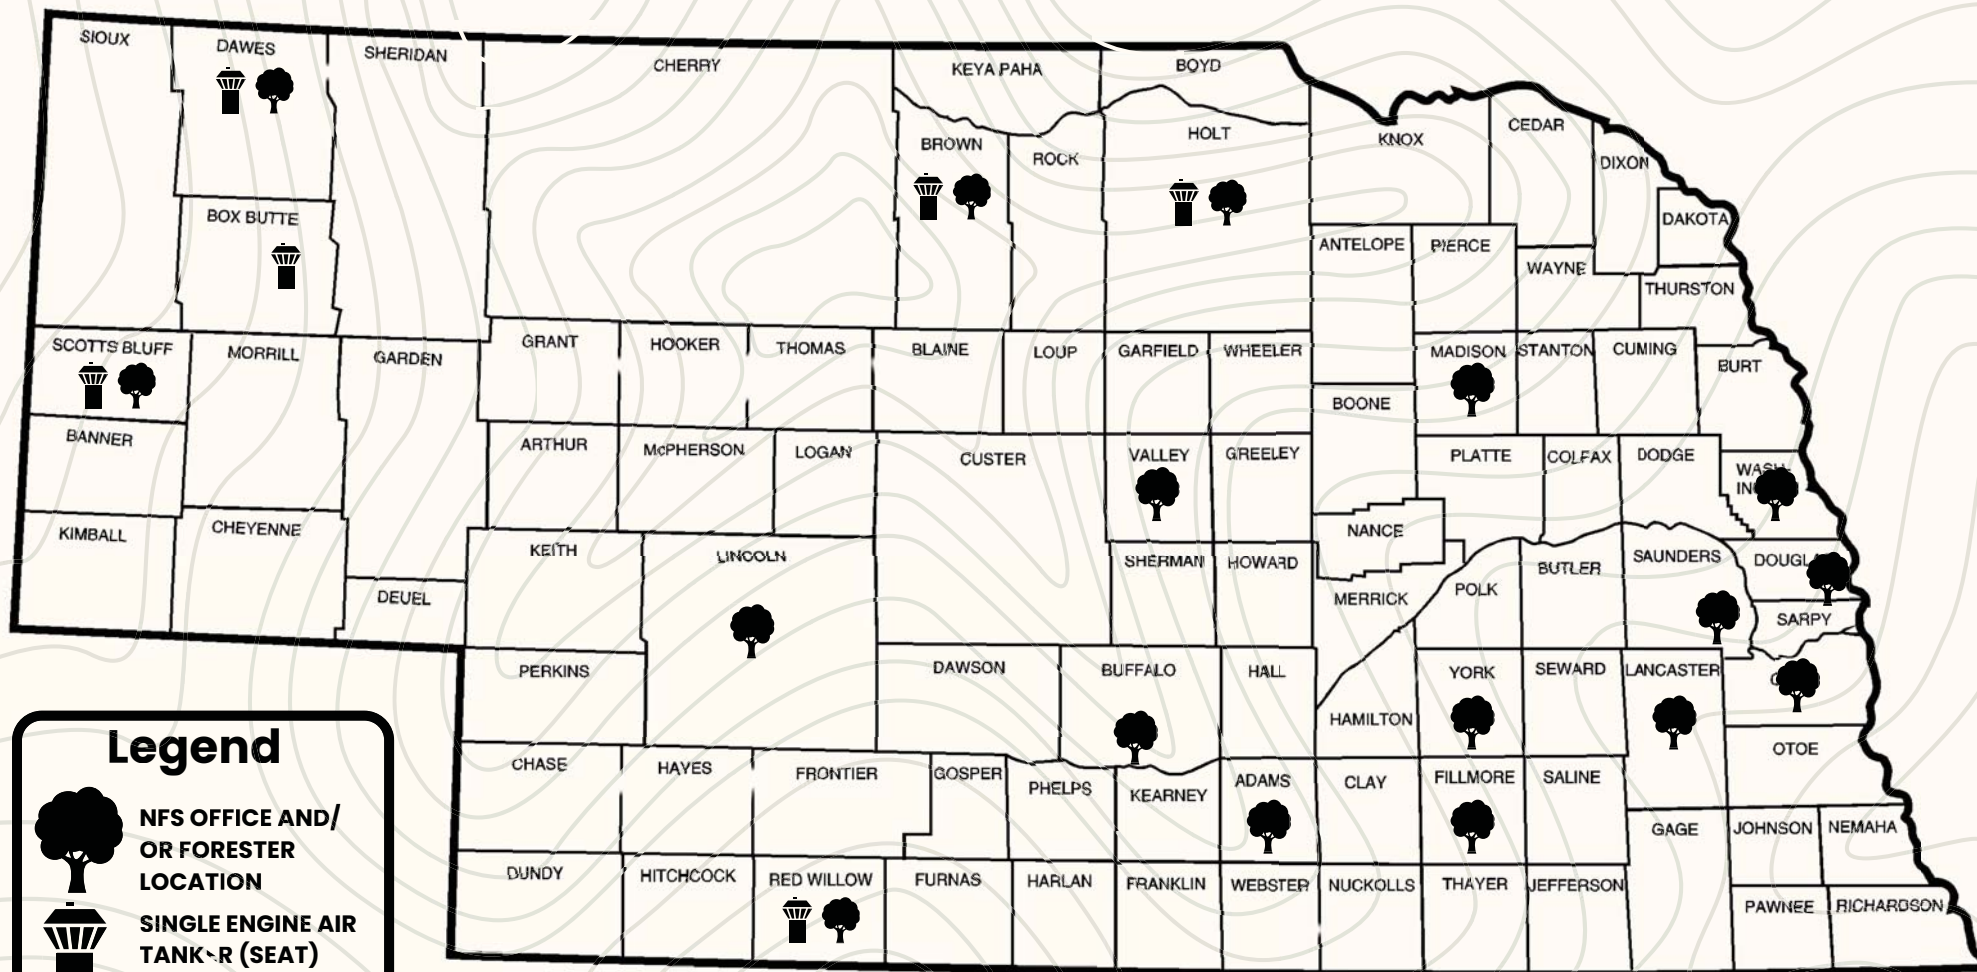 SIOUX
DAWES
SHERIDAN
CHERRY
KEYA PAHA
BOYD
KNOX
CEDAR
DIXON
DAKOTA
BOX BUTTE
BROWN
ROCK
HOLT
ANTELOPE
PIERCE
WAYNE
THURSTON
SCOTTS BLUFF
MORRILL
GARDEN
GRANT
HOOKER
THOMAS
BLAINE
LOUP
GARFIELD
WHEELER
MADISON
STANTON
CUMING
BURT
BANNER
ARTHUR
McPHERSON
LOGAN
CUSTER
VALLEY
GREELEY
BOONE
PLATTE
COLFAX
DODGE
WASH-
KIMBALL
CHEYENNE
KEITH
LINCOLN
SHERMAN
HOWARD
NANCE
MERRICK
POLK
BUTLER
SAUNDERS
DOUGL
SARPY
DEUEL
PERKINS
DAWSON
BUFFALO
HALL
HAMILTON
YORK
SEWARD
LANCASTER
OTOE
CHASE
HAYES
FRONTIER
GOSPER
PHELPS
KEARNEY
ADAMS
CLAY
FILLMORE
SALINE
GAGE
JOHNSON
NEMAHA
DUNDY
HITCHCOCK
RED WILLOW
FURNAS
HARLAN
FRANKLIN
WEBSTER
NUCKOLLS
THAYER
JEFFERSON
PAWNEE
RICHARDSON
Legend
NFS OFFICE AND/
OR FORESTER
LOCATION
SINGLE ENGINE AIR
TANKER (SEAT)